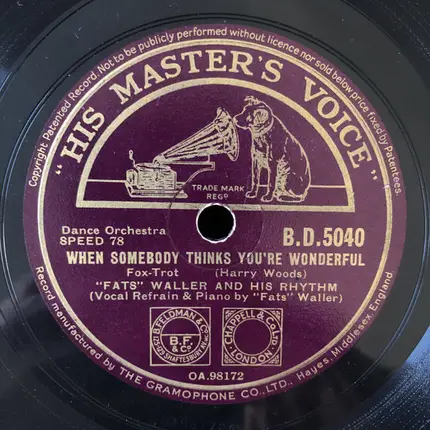 Copyright Patented Record. Not to be publicly performed without licence nor sold below price fixed by Patentees.
"HIS MASTER'S VOICE"
TRADE MARK
REGD
Dance Orchestra
SPEED 78
B.D.5040
WHEN SOMEBODY THINKS YOU'RE WONDERFUL
Fox-Trot (Harry Woods)
"FATS" WALLER AND HIS RHYTHM
(Vocal Refrain & Piano by "Fats" Waller)
B.FELDMAN & Co
B.F.
& Co
CHAPPELL & Co Ltd
LONDON
OA.98172
Record manufactured by THE GRAMOPHONE CO., LTD., Hayes, Middlesex, England